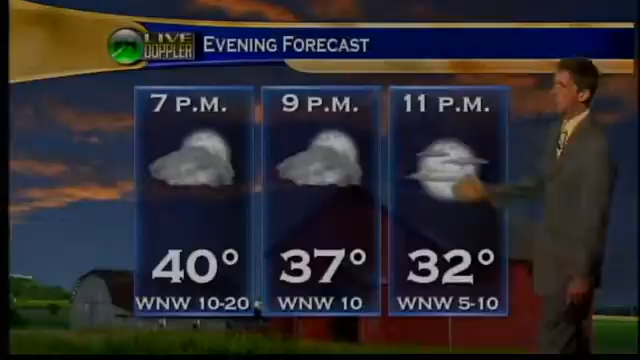 LIVE
DOPPLER
EVENING FORECAST
7 P.M.
9 P.M.
11 P.M.
40°
37°
32°
WNW 10-20
WNW 10
WNW 5-10